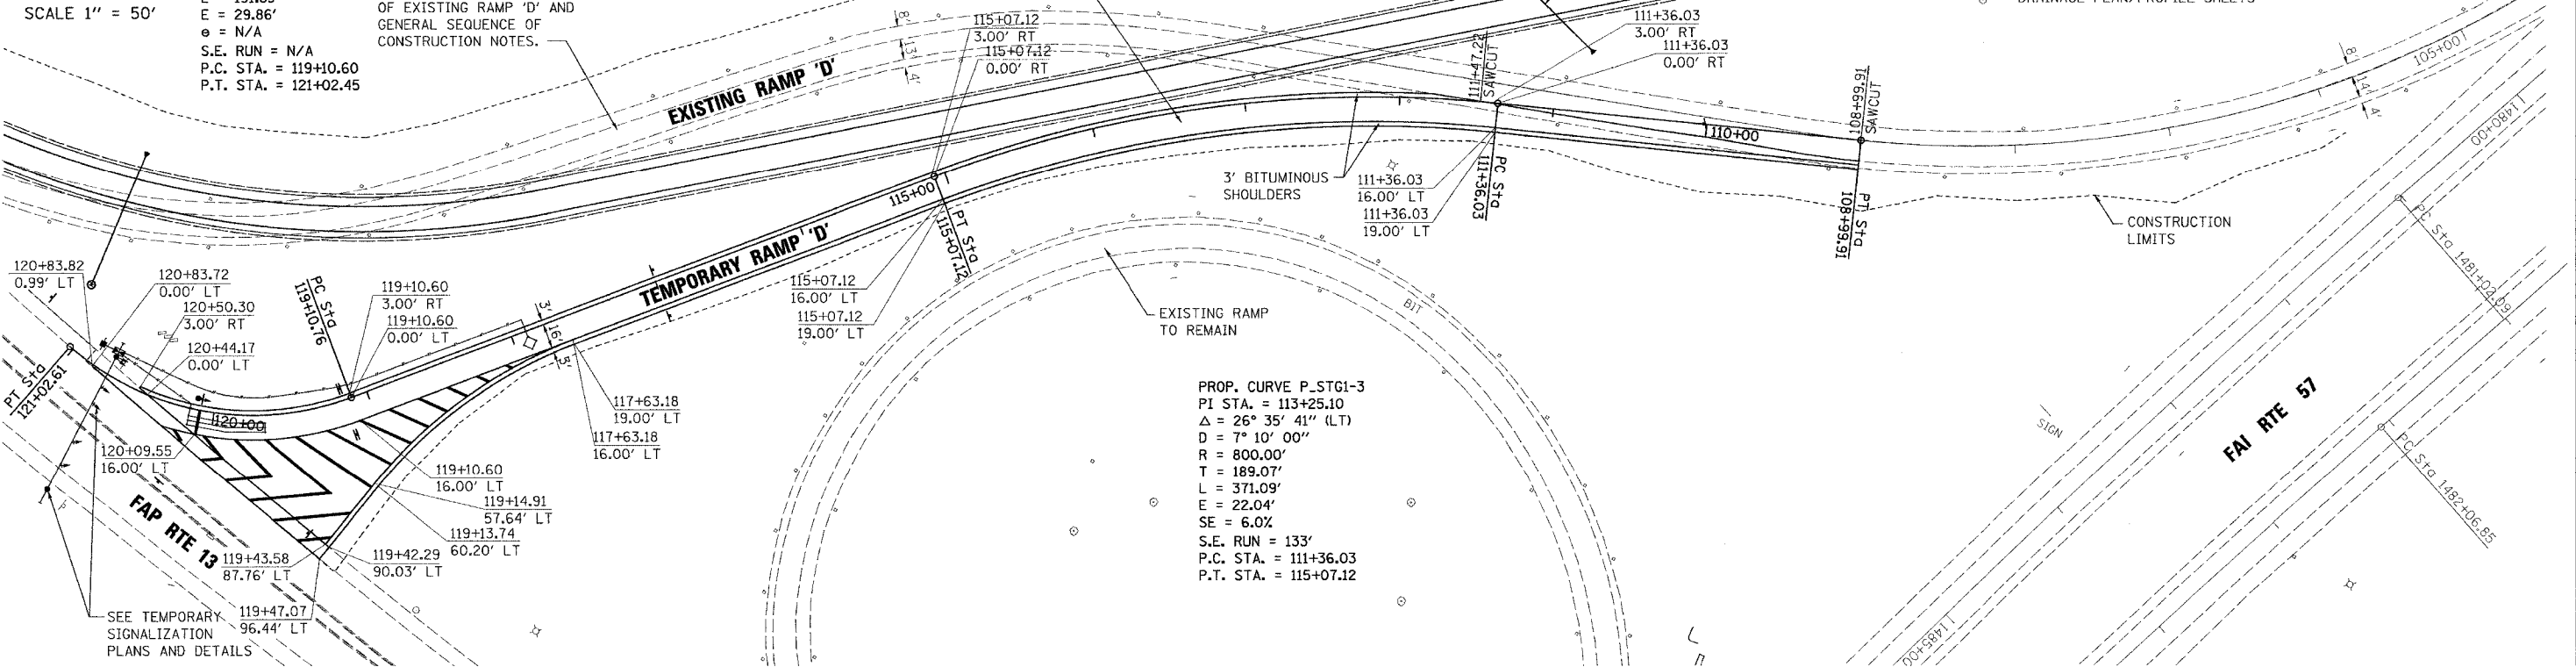 SCALE 1" = 50'
E = 29.86'
e = N/A
S.E. RUN = N/A
P.C. STA. = 119+10.60
P.T. STA. = 121+02.45
OF EXISTING RAMP 'D' AND
GENERAL SEQUENCE OF
CONSTRUCTION NOTES.
EXISTING RAMP 'D'
8'
13'
4'
115+07.12
3.00' RT
115+07.12
0.00' RT
111+47.22
SAWCUT
111+36.03
3.00' RT
111+36.03
0.00' RT
108+99.91
SAWCUT
110+00
105+00
8'
14'
4'
1480+00
115+00
PT Sta
115+07.12
3' BITUMINOUS
SHOULDERS
111+36.03
16.00' LT
111+36.03
19.00' LT
PC Sta
111+36.03
PT Sta
108+99.91
CONSTRUCTION
LIMITS
PC Sta 1481+02.09
TEMPORARY RAMP 'D'
120+83.82
0.99' LT
120+83.72
0.00' LT
120+50.30
3.00' RT
120+44.17
0.00' LT
PC Sta
119+10.76
119+10.60
3.00' RT
119+10.60
0.00' LT
3'
16'
3'
115+07.12
16.00' LT
115+07.12
19.00' LT
EXISTING RAMP
TO REMAIN
BIT
PT Sta
121+02.61
120+00
120+09.55
16.00' LT
117+63.18
19.00' LT
117+63.18
16.00' LT
119+10.60
16.00' LT
119+14.91
57.64' LT
119+13.74
60.20' LT
119+42.29
90.03' LT
FAP RTE 13
119+43.58
87.76' LT
119+47.07
96.44' LT
SEE TEMPORARY
SIGNALIZATION
PLANS AND DETAILS
PROP. CURVE P_STG1-3
PI STA. = 113+25.10
Δ = 26° 35' 41" (LT)
D = 7° 10' 00"
R = 800.00'
T = 189.07'
L = 371.09'
E = 22.04'
SE = 6.0%
S.E. RUN = 133'
P.C. STA. = 111+36.03
P.T. STA. = 115+07.12
SIGN
FAI RTE 57
PC Sta 1482+06.85
1485+00